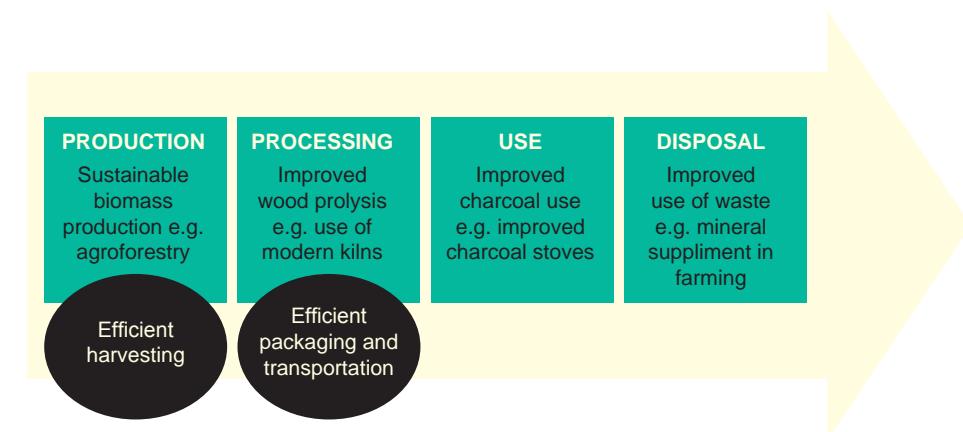 PRODUCTION
Sustainable
biomass
production e.g.
agroforestry
Efficient
harvesting
PROCESSING
Improved
wood prolysis
e.g. use of
modern kilns
Efficient
packaging and
transportation
USE
Improved
charcoal use
e.g. improved
charcoal stoves
DISPOSAL
Improved
use of waste
e.g. mineral
suppliment in
farming